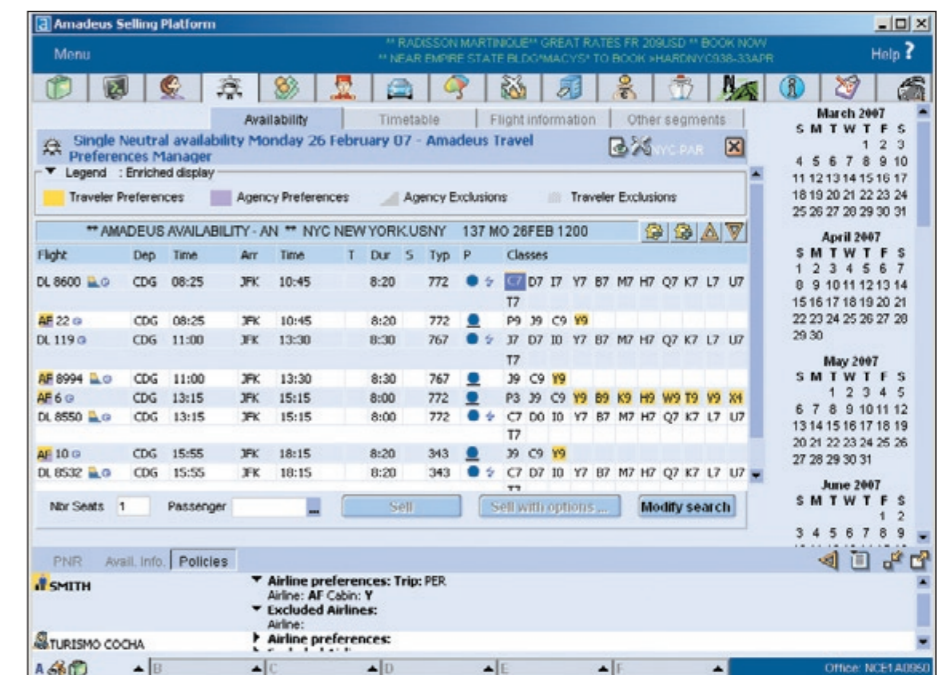 Amadeus Selling Platform
Menu
** RADISSON MARTINIQUE** GREAT RATES FR 209USD ** BOOK NOW
** NEAR EMPIRE STATE BLDG*MACYS* TO BOOK >HARDNYC938-33APR
Help ?
Availability Timetable Flight information Other segments
Single Neutral availability Monday 26 February 07 - Amadeus Travel
Preferences Manager
NYC-PAR
Legend : Enriched display
Traveler Preferences Agency Preferences Agency Exclusions Traveler Exclusions
** AMADEUS AVAILABILITY - AN ** NYC NEW YORK.USNY 137 MO 26FEB 1200
Flight Dep Time Arr Time T Dur S Typ P Classes
DL 8600 CDG 08:25 JFK 10:45 8:20 772 C7 D7 I7 Y7 B7 M7 H7 Q7 K7 L7 U7
T7
AF 22 CDG 08:25 JFK 10:45 8:20 772 P9 J9 C9 Y9
DL 119 CDG 11:00 JFK 13:30 8:30 767 J7 D7 I0 Y7 B7 M7 H7 Q7 K7 L7 U7
T7
AF 8994 CDG 11:00 JFK 13:30 8:30 767 J9 C9 Y9
AF 6 CDG 13:15 JFK 15:15 8:00 772 P3 J9 C9 Y9 B9 K9 H9 W9 T9 V9 X4
DL 8550 CDG 13:15 JFK 15:15 8:00 772 C7 D0 I0 Y7 B7 M7 H7 Q7 K7 L7 U7
T7
AF 10 CDG 15:55 JFK 18:15 8:20 343 J9 C9 Y9
DL 8532 CDG 15:55 JFK 18:15 8:20 343 C7 D7 I0 Y7 B7 M7 H7 Q7 K7 L7 U7
Nbr Seats 1 Passenger ... Sell Sell with options ... Modify search
March 2007
S M T W T F S
1 2 3
4 5 6 7 8 9 10
11 12 13 14 15 16 17
18 19 20 21 22 23 24
25 26 27 28 29 30 31
April 2007
S M T W T F S
1 2 3 4 5 6 7
8 9 10 11 12 13 14
15 16 17 18 19 20 21
22 23 24 25 26 27 28
29 30
May 2007
S M T W T F S
1 2 3 4 5
6 7 8 9 10 11 12
13 14 15 16 17 18 19
20 21 22 23 24 25 26
27 28 29 30 31
June 2007
S M T W T F S
1 2
3 4 5 6 7 8 9
PNR Avail. Info. Policies
SMITH
Airline preferences: Trip: PER
Airline: AF Cabin: Y
Excluded Airlines:
Airline:
TURISMO COCHA
Airline preferences:
A B C D E F Office: NCE1A0950